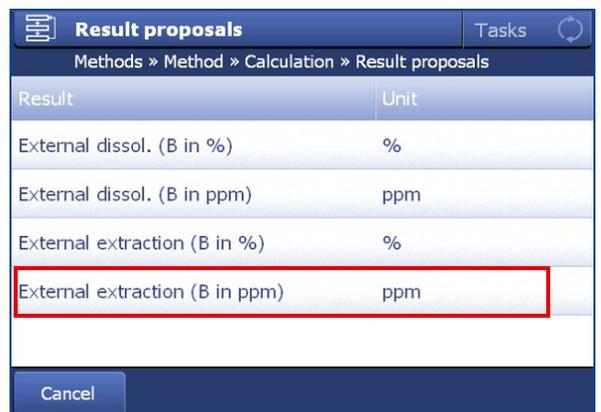 Result proposals Tasks
Methods » Method » Calculation » Result proposals
Result Unit
External dissol. (B in %) %
External dissol. (B in ppm) ppm
External extraction (B in %) %
External extraction (B in ppm) ppm
Cancel